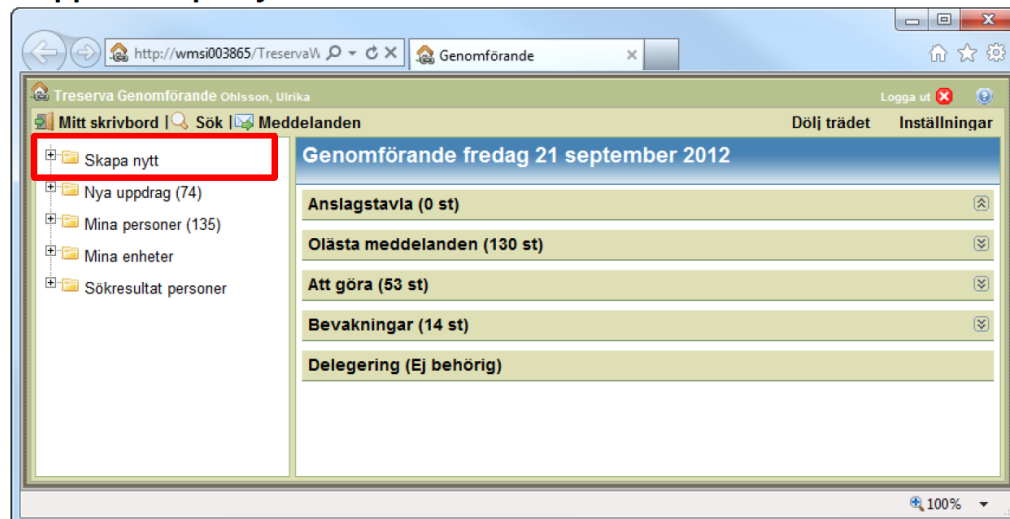 http://wmsi003865/TreservaW
Genomförande
Treserva Genomförande Ohlsson, Ulrika
Logga ut
Mitt skrivbord | Sök | Meddelanden
Dölj trädet
Inställningar
Skapa nytt
Nya uppdrag (74)
Mina personer (135)
Mina enheter
Sökresultat personer
Genomförande fredag 21 september 2012
Anslagstavla (0 st)
Olästa meddelanden (130 st)
Att göra (53 st)
Bevakningar (14 st)
Delegering (Ej behörig)
100%